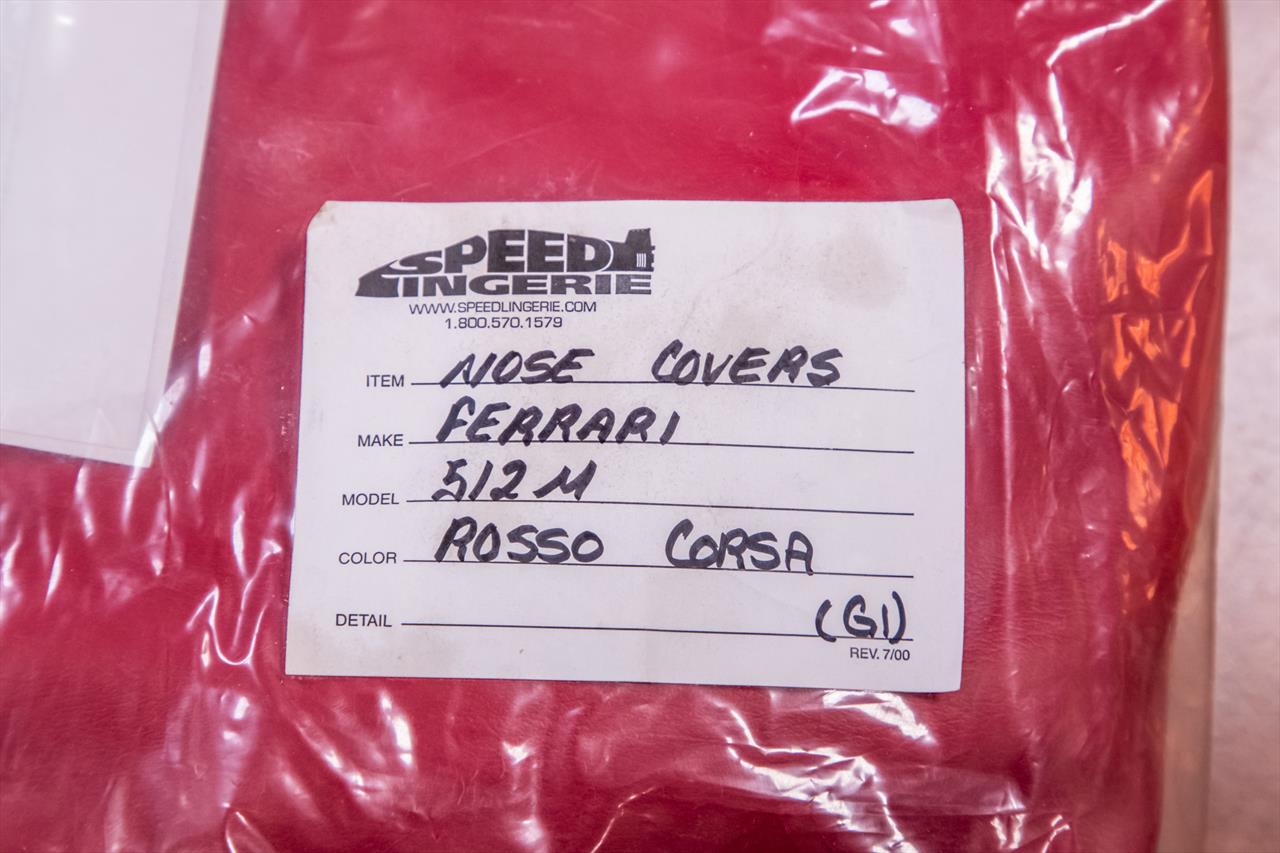 SPEED
LINGERIE
WWW.SPEEDLINGERIE.COM
1.800.570.1579
ITEM NOSE COVERS
MAKE FERRARI
MODEL 512M
COLOR ROSSO CORSA
DETAIL (G1)
REV. 7/00